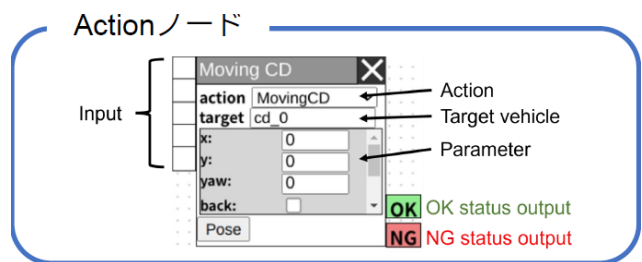 Actionノード
Moving CD
action MovingCD
target cd_0
x: 0
y: 0
yaw: 0
back:
Pose
OK
NG
Input
Action
Target vehicle
Parameter
OK status output
NG status output